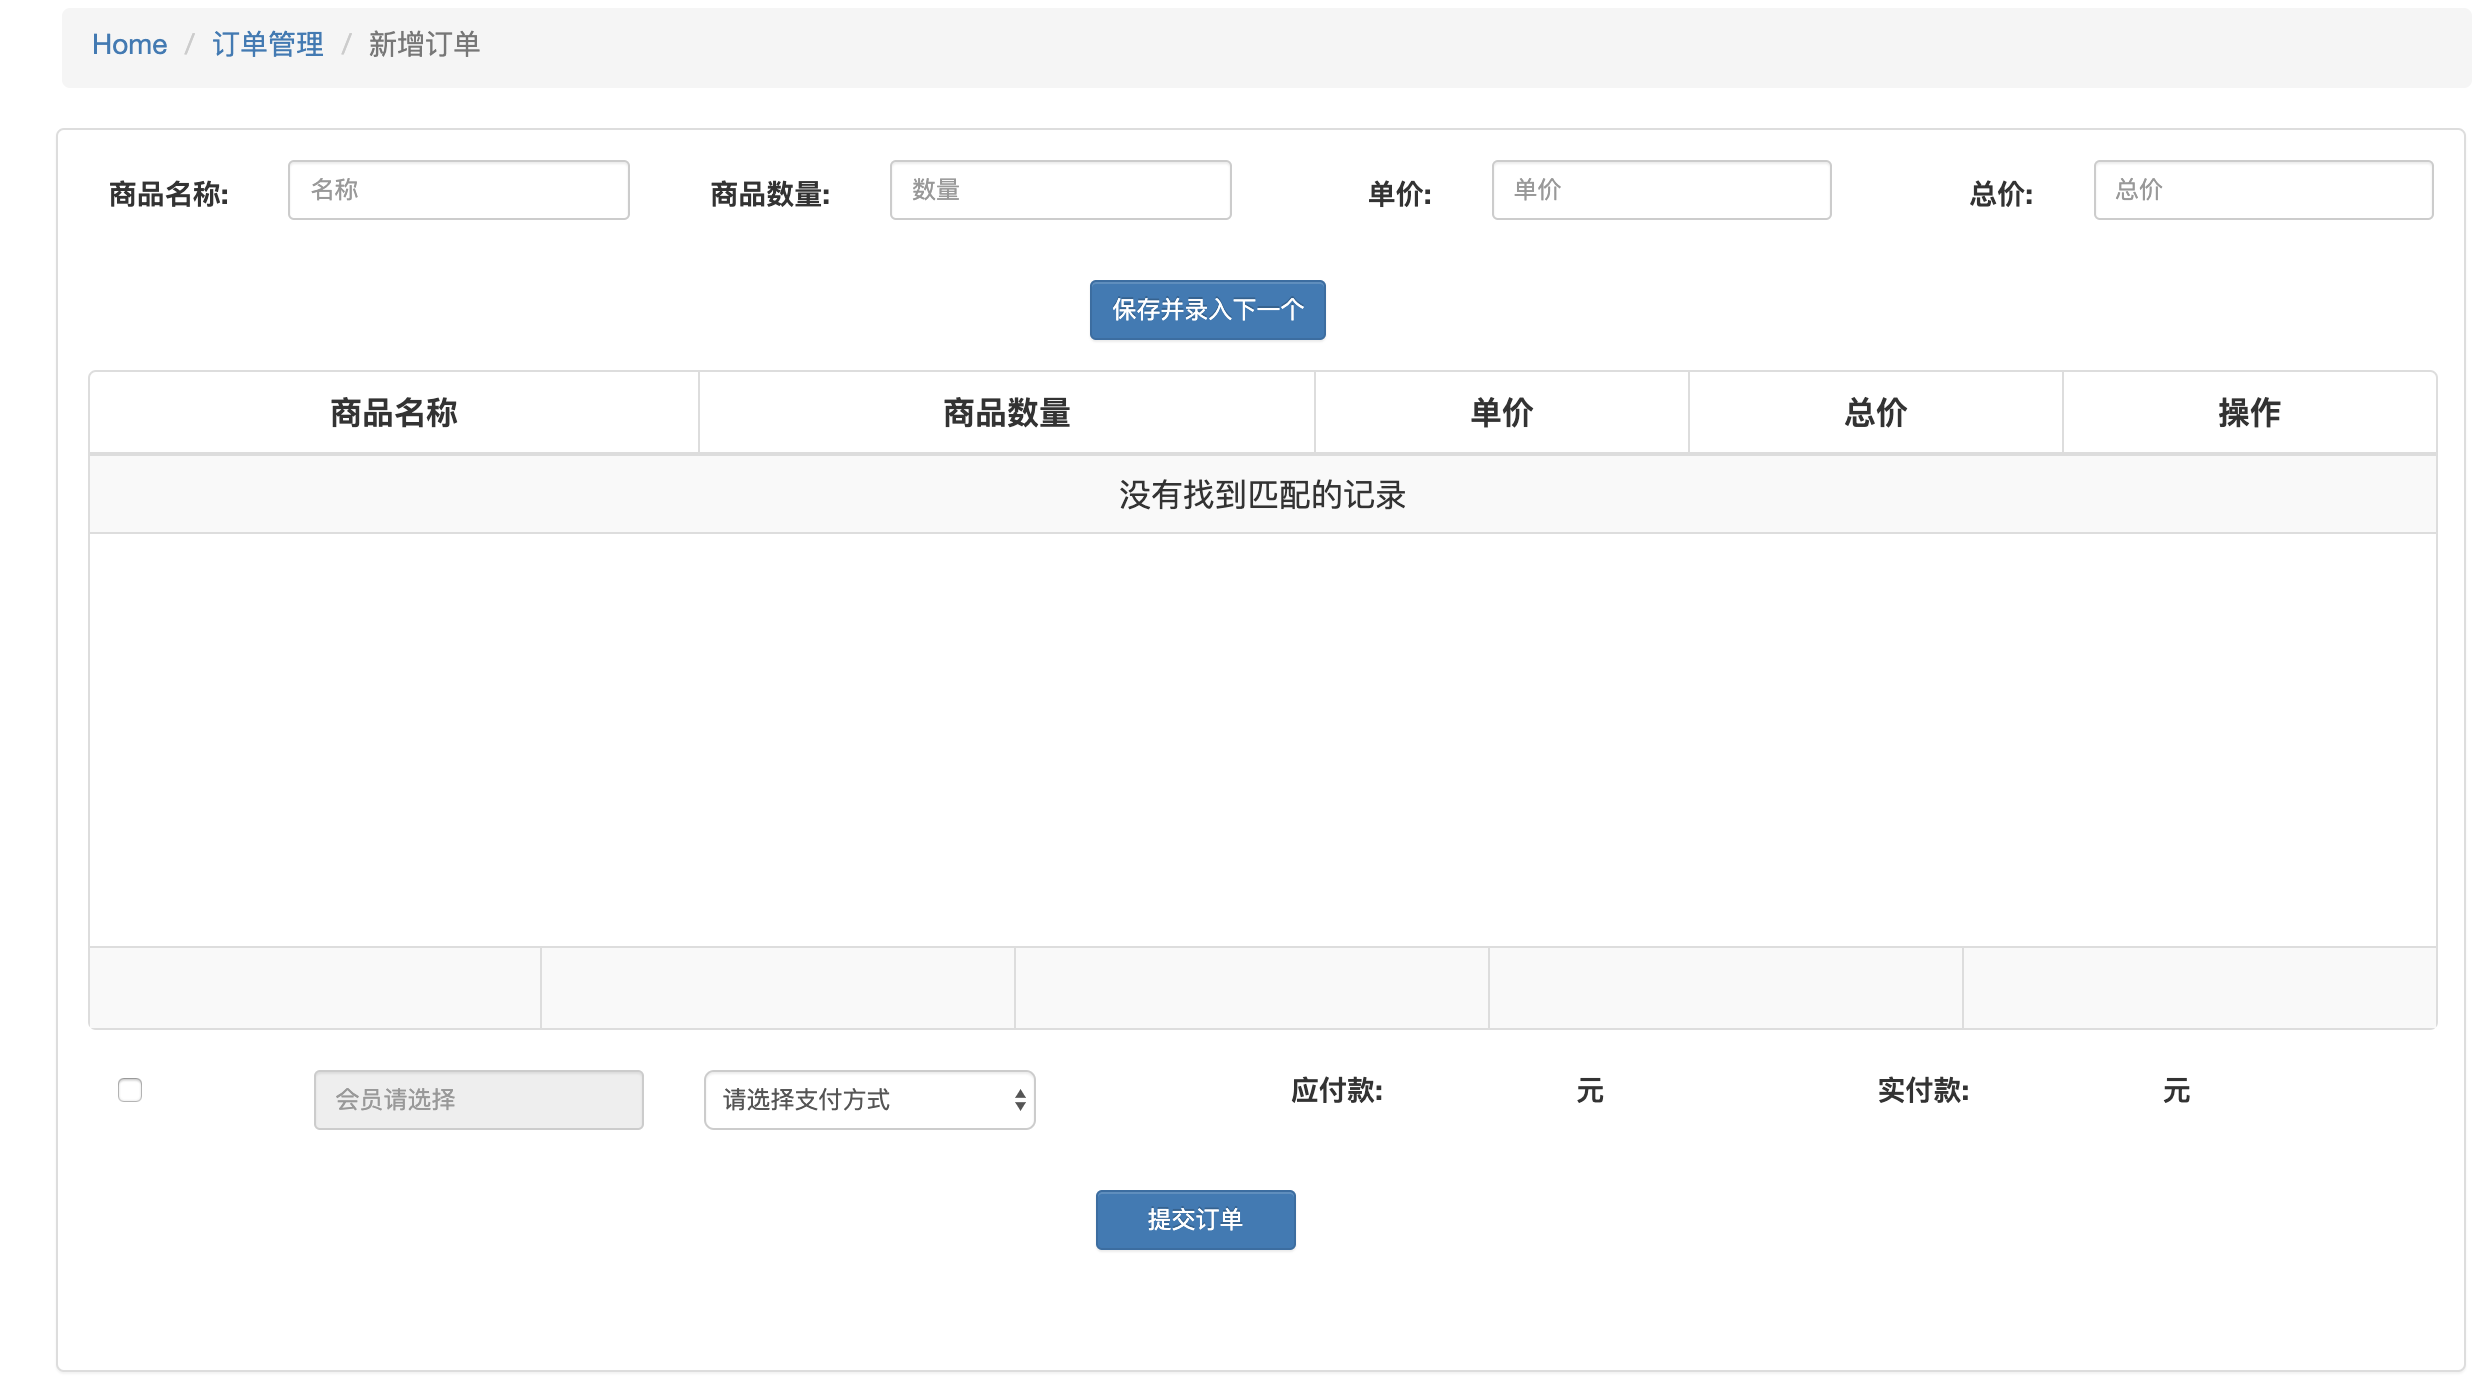 Home / 订单管理 / 新增订单
商品名称: 名称 商品数量: 数量 单价: 单价 总价: 总价
保存并录入下一个
商品名称 商品数量 单价 总价 操作
没有找到匹配的记录
会员请选择 请选择支付方式 应付款: 元 实付款: 元
提交订单